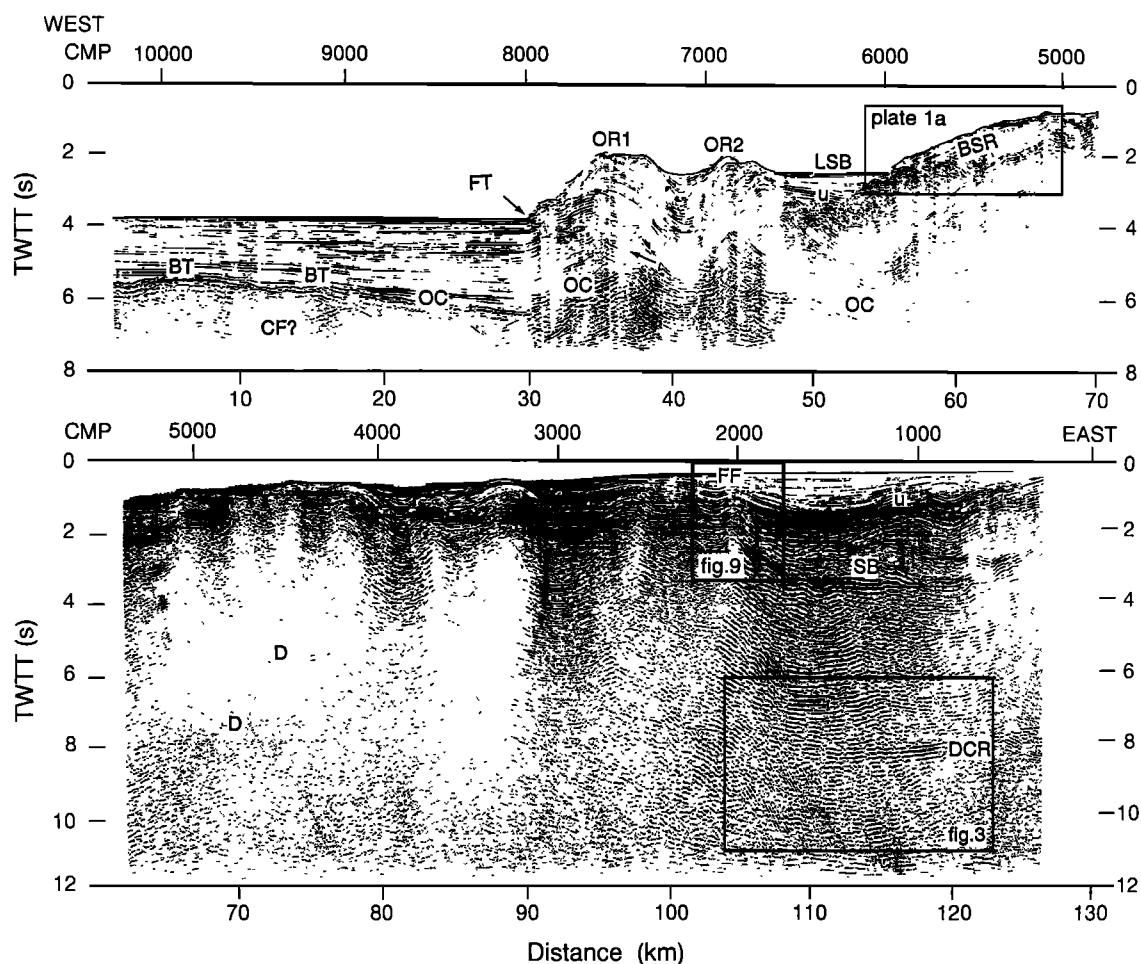 WEST
CMP 10000 9000 8000 7000 6000 5000
0 0
plate 1a
OR1 OR2 LSB BSR
2 2
FT u
TWTT (s)
4 4
BT BT OC OC OC
6 6
CF?
8 8
10 20 30 40 50 60 70
CMP 5000 4000 3000 2000 1000 EAST
0 0
FF u
2 2
fig.9 SB
4 4
TWTT (s)
D
6 6
D
8 DCR 8
10 10
fig.3
12 12
70 80 90 100 110 120 130
Distance (km)